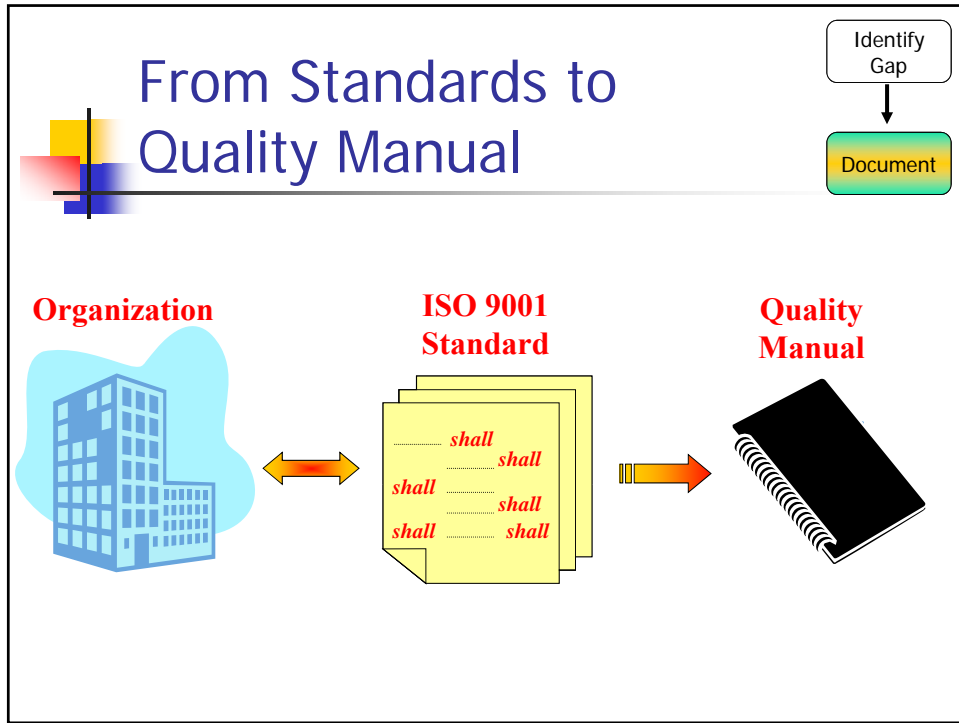 From Standards to
Quality Manual
Identify
Gap
Document
Organization
ISO 9001
Standard
Quality
Manual
............ shall
............ shall
shall ............
............ shall
shall ............ shall